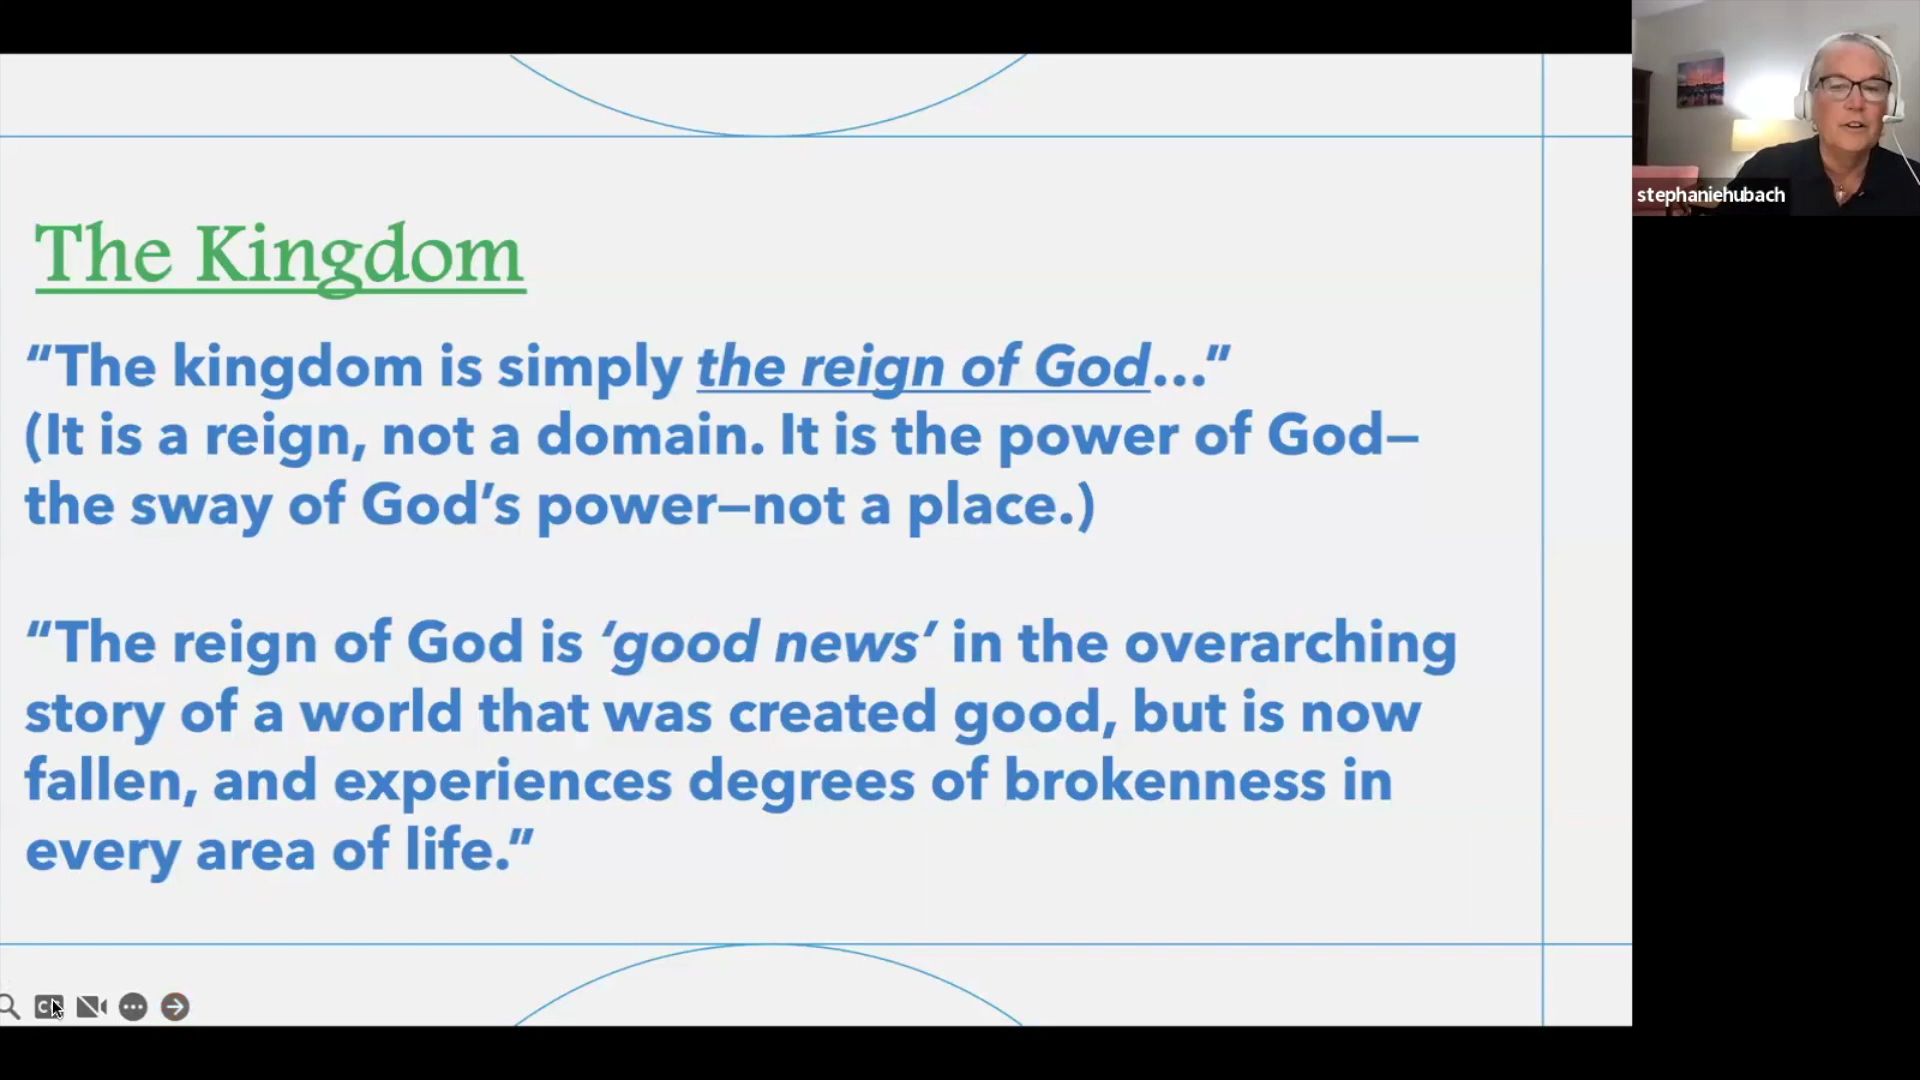 The Kingdom
“The kingdom is simply the reign of God...”
(It is a reign, not a domain. It is the power of God—
the sway of God’s power—not a place.)
“The reign of God is ‘good news’ in the overarching
story of a world that was created good, but is now
fallen, and experiences degrees of brokenness in
every area of life.”
stephaniehubach